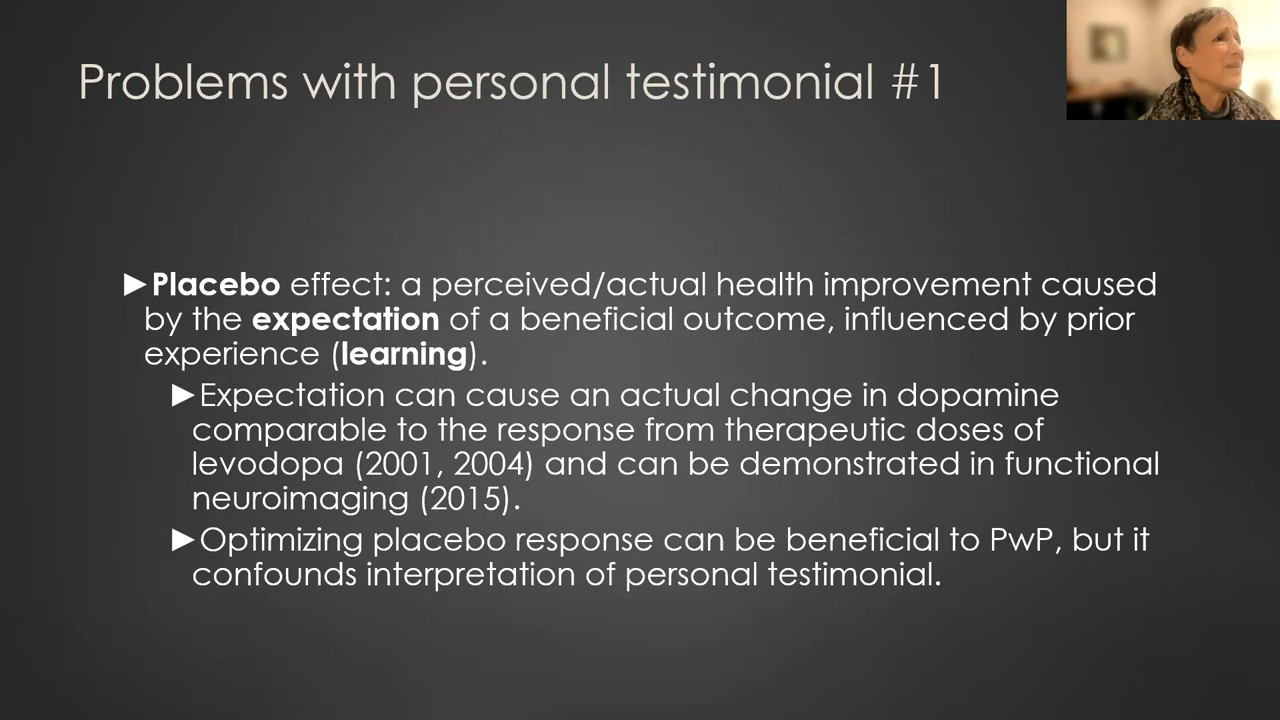 Problems with personal testimonial #1
►Placebo effect: a perceived/actual health improvement caused
by the expectation of a beneficial outcome, influenced by prior
experience (learning).
►Expectation can cause an actual change in dopamine
comparable to the response from therapeutic doses of
levodopa (2001, 2004) and can be demonstrated in functional
neuroimaging (2015).
►Optimizing placebo response can be beneficial to PwP, but it
confounds interpretation of personal testimonial.